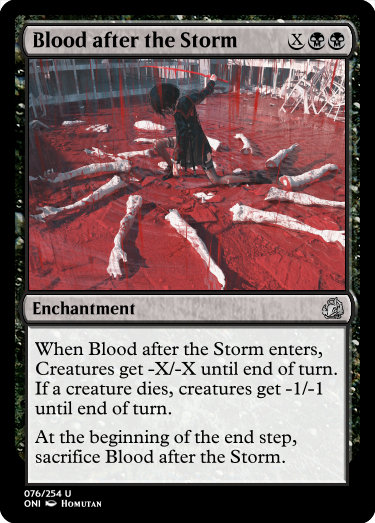 Blood after the Storm X
Enchantment
When Blood after the Storm enters,
Creatures get -X/-X until end of turn.
If a creature dies, creatures get -1/-1
until end of turn.
At the beginning of the end step,
sacrifice Blood after the Storm.
076/254 U
ONI Homutan